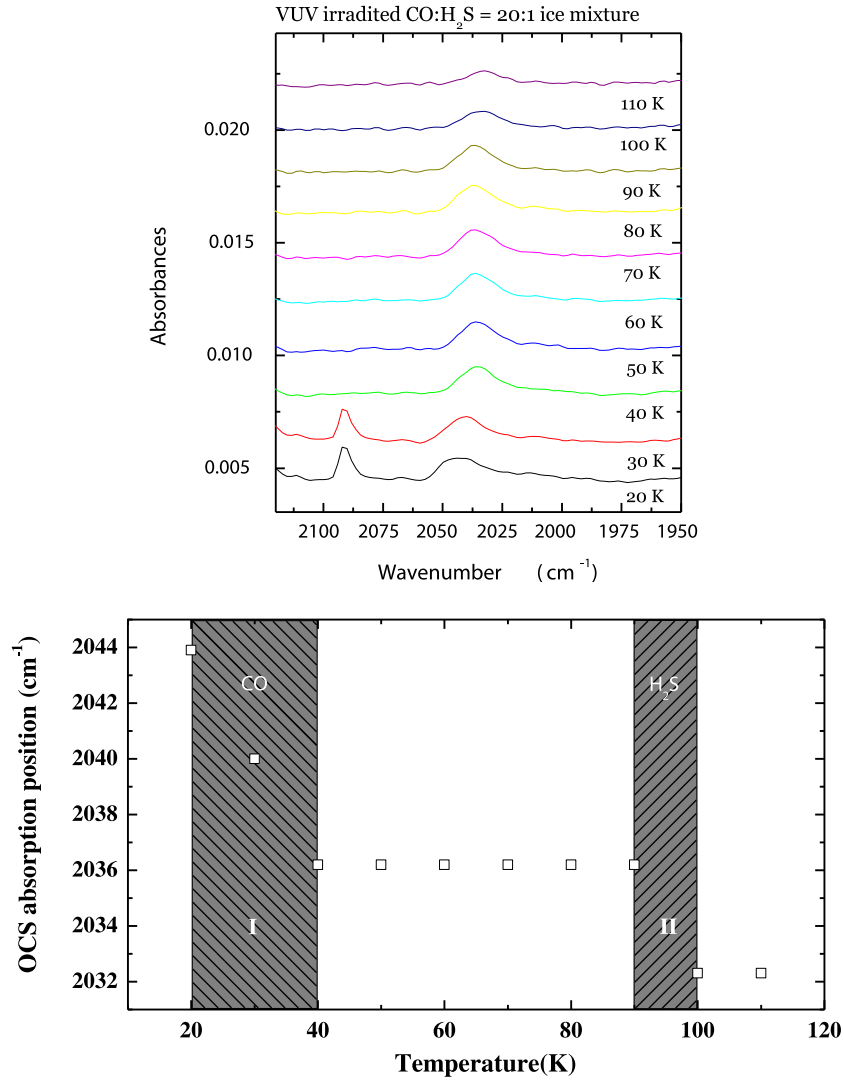 VUV irradited CO:H₂S = 20:1 ice mixture
110 K
0.020
100 K
90 K
0.015
80 K
70 K
60 K
0.010
50 K
40 K
30 K
0.005
20 K
Absorbances
2100 2075 2050 2025 2000 1975 1950
Wavenumber (cm⁻¹)
2044
CO
H₂S
2042
2040
2038
2036
2034
I
II
2032
OCS absorption position (cm⁻¹)
20 40 60 80 100 120
Temperature(K)